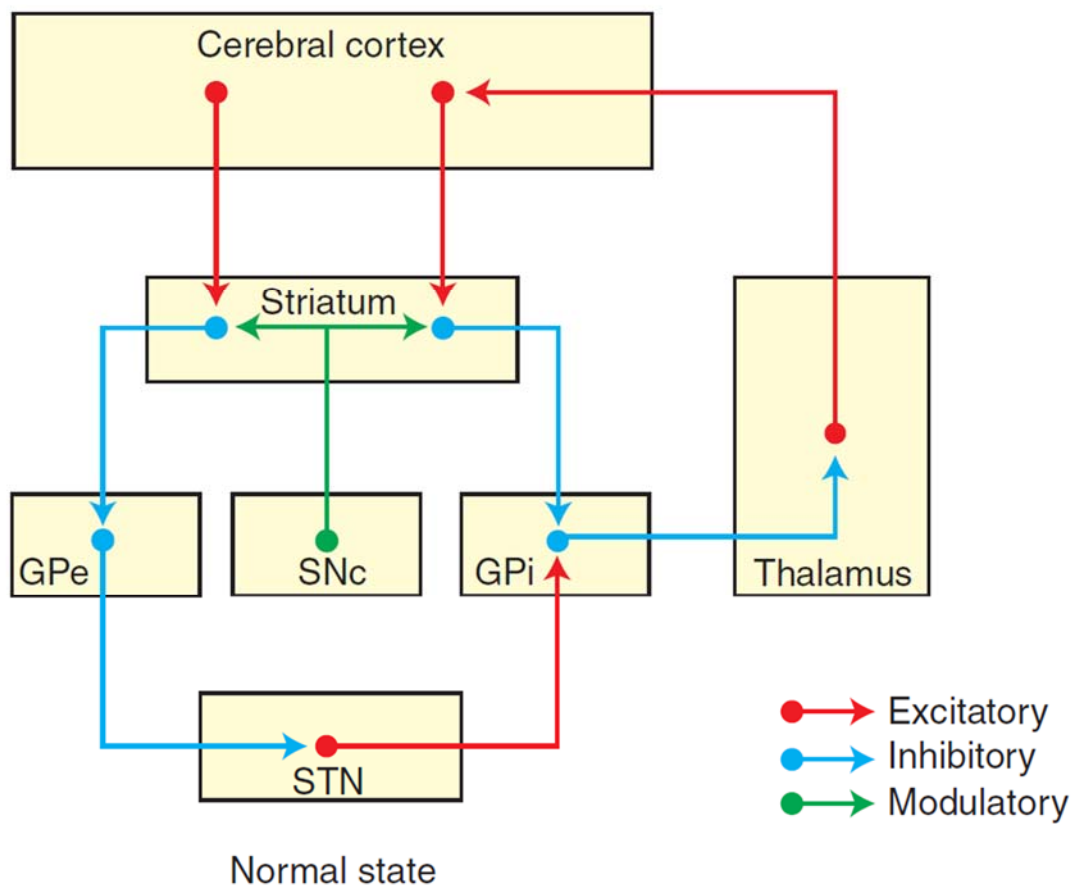 Cerebral cortex
Striatum
GPe
SNc
GPi
Thalamus
STN
Excitatory
Inhibitory
Modulatory
Normal state